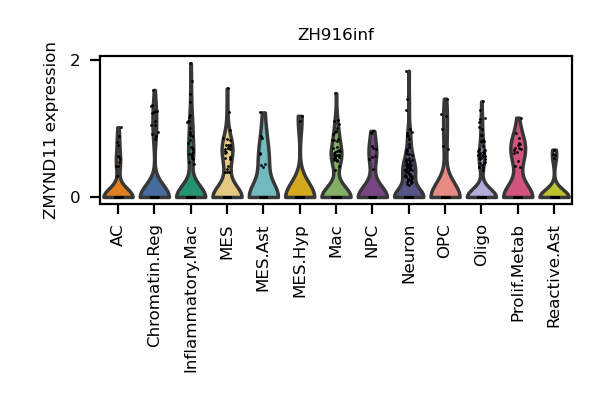 ZH916inf
ZMYND11 expression
2
0
AC
Chromatin.Reg
Inflammatory.Mac
MES
MES.Ast
MES.Hyp
Mac
NPC
Neuron
OPC
Oligo
Prolif.Metab
Reactive.Ast